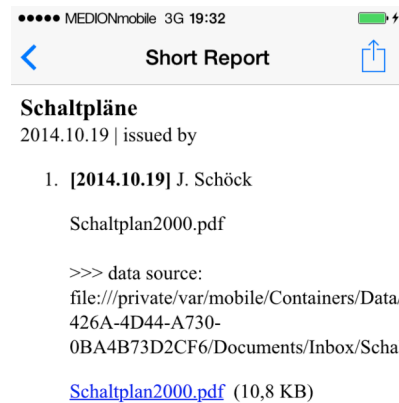 MEDIONmobile 3G 19:32
Short Report
Schaltpläne
2014.10.19 | issued by
1. [2014.10.19] J. Schöck
Schaltplan2000.pdf
>>> data source:
file:///private/var/mobile/Containers/Data/
426A-4D44-A730-
0BA4B73D2CF6/Documents/Inbox/Scha
Schaltplan2000.pdf (10,8 KB)